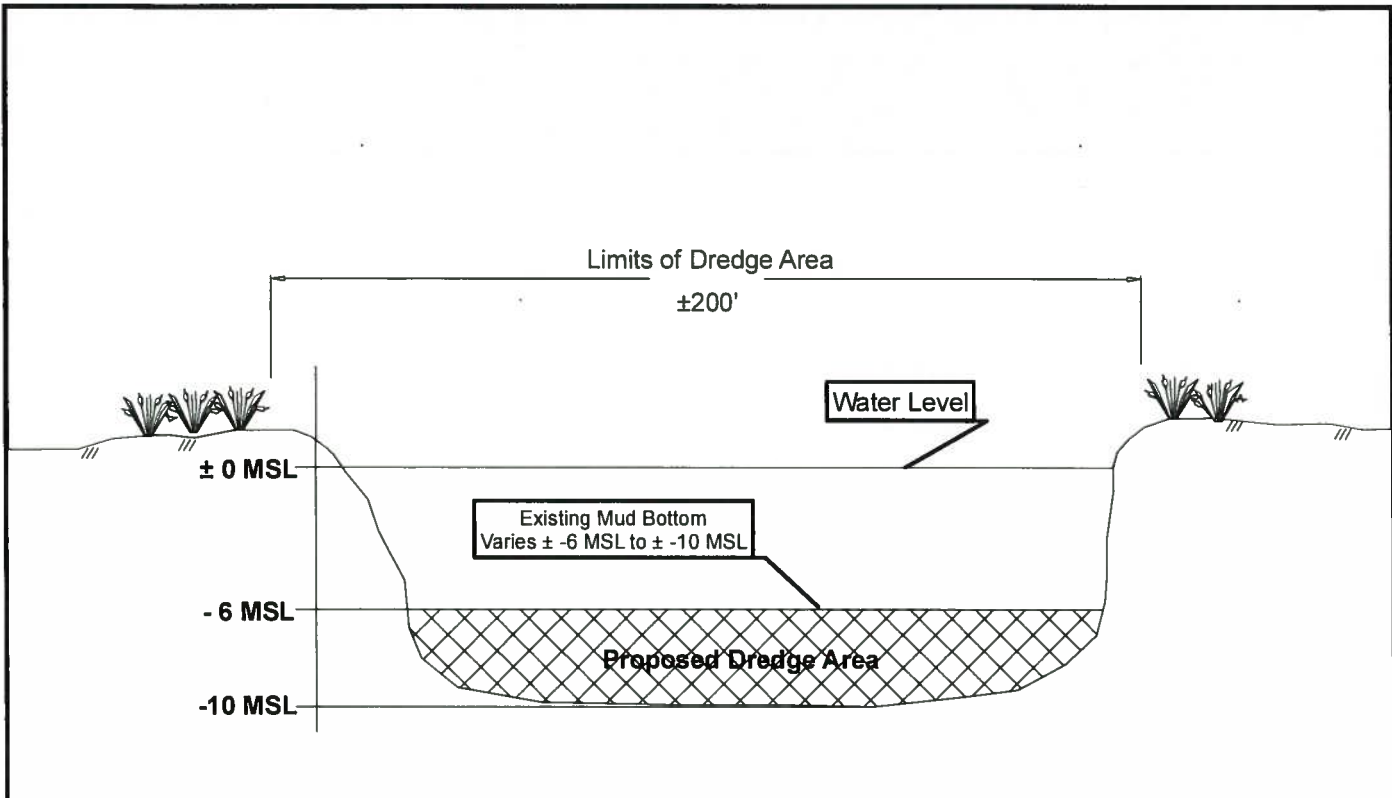 Limits of Dredge Area
±200'
Water Level
± 0 MSL
Existing Mud Bottom
Varies ± -6 MSL to ± -10 MSL
- 6 MSL
Proposed Dredge Area
-10 MSL